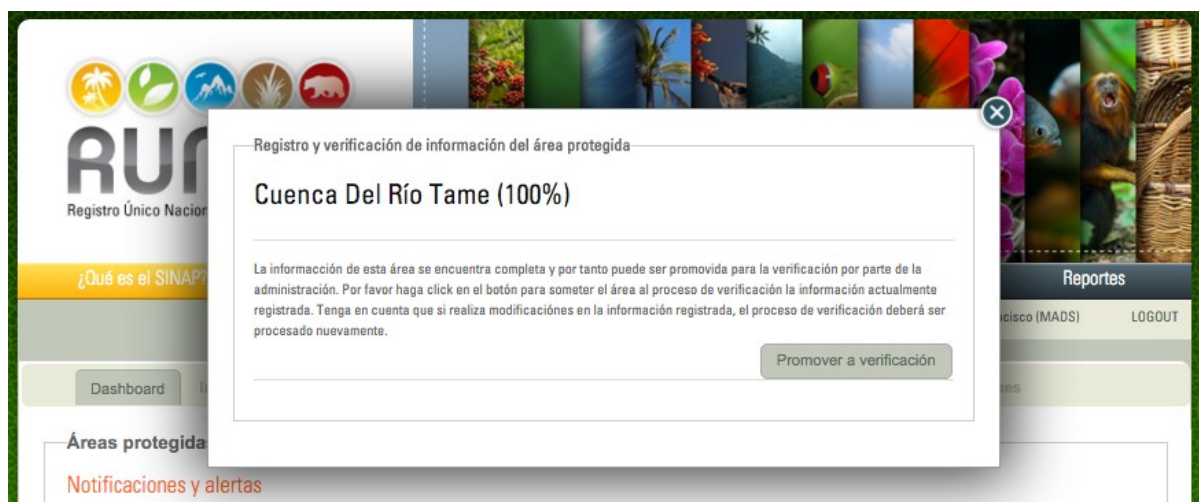 Registro y verificación de información del área protegida
Cuenca Del Río Tame (100%)
La informacción de esta área se encuentra completa y por tanto puede ser promovida para la verificación por parte de la
administración. Por favor haga click en el botón para someter el área al proceso de verificación la información actualmente
registrada. Tenga en cuenta que si realiza modificaciónes en la información registrada, el proceso de verificación deberá ser
procesado nuevamente.
Promover a verificación
Registro Único
¿Qué es el SINAP?
Reportes
(MADS) LOGOUT
Dashboard
Áreas
Notificaciones y alertas